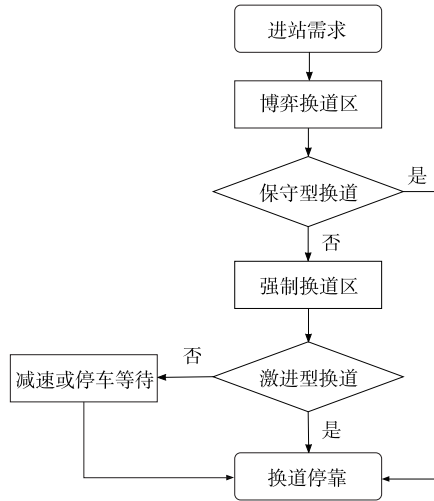 进站需求
博弈换道区
保守型换道
是
否
强制换道区
否
减速或停车等待
激进型换道
是
换道停靠